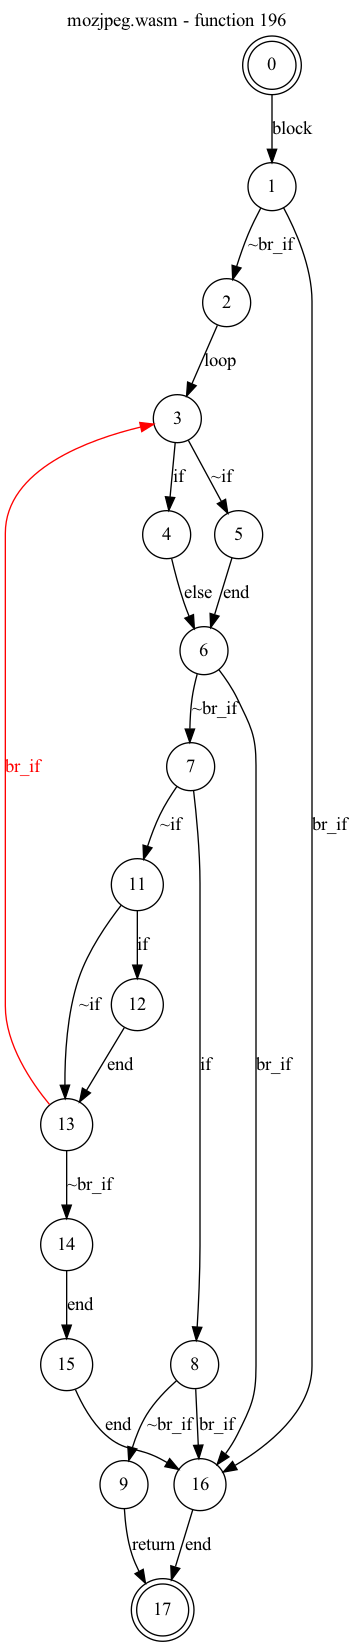 mozjpeg.wasm - function 196
0
block
1
~br_if
2
loop
3
if
~if
4
5
else
end
6
~br_if
7
br_if
br_if
~if
11
if
12
~if
end
if
br_if
13
~br_if
14
end
15
8
end
~br_if
br_if
9
16
return
end
17